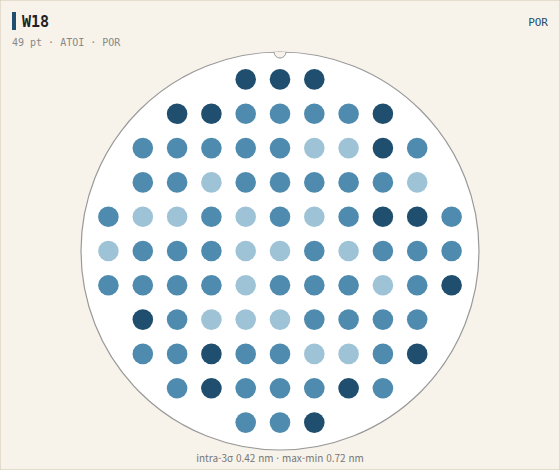 W18
POR
49 pt · ATOI · POR
intra-3σ 0.42 nm · max-min 0.72 nm